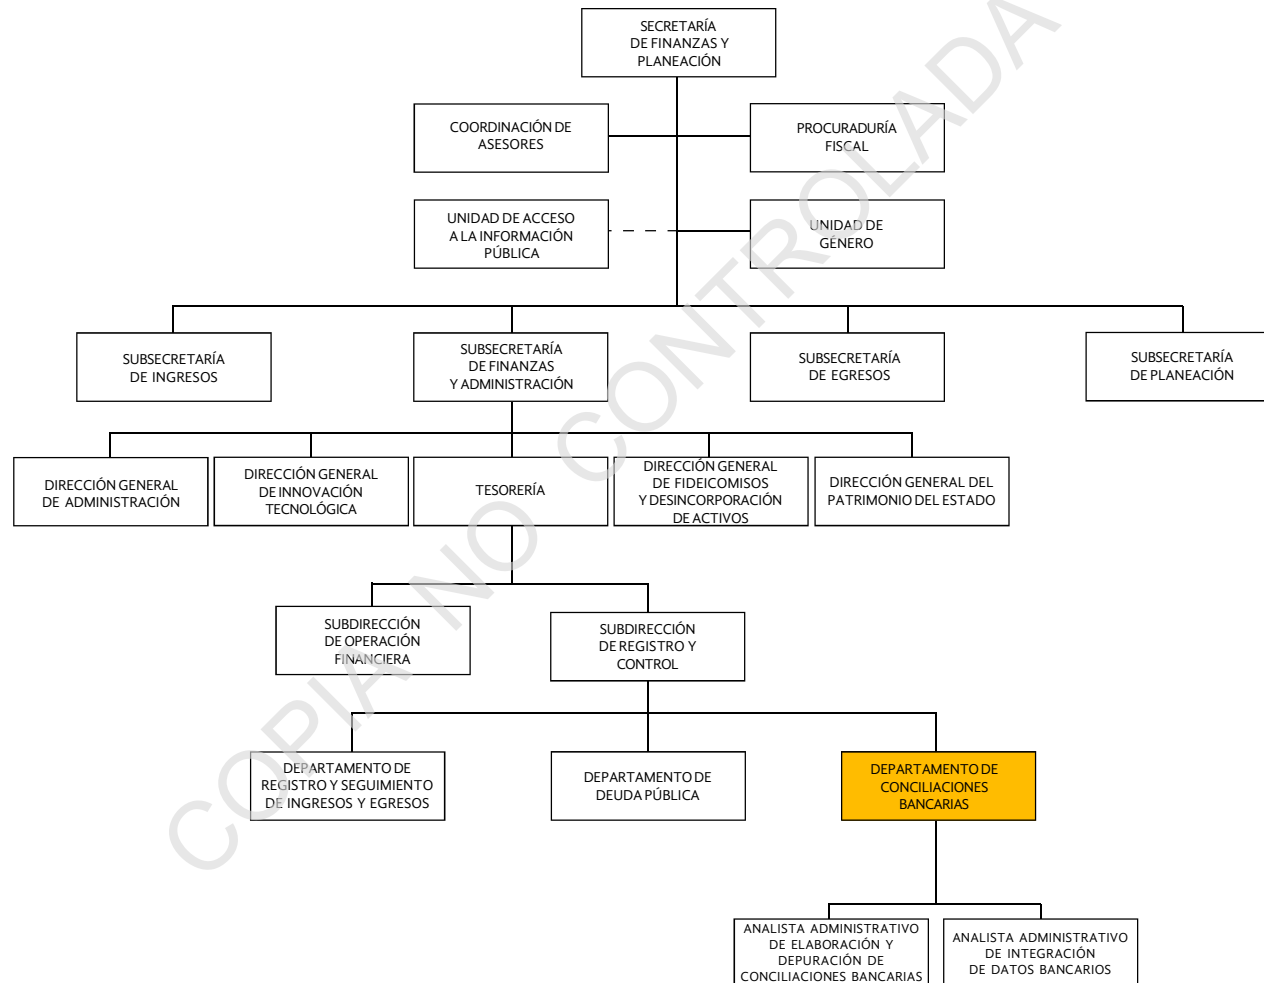 SECRETARÍA
DE FINANZAS Y
PLANEACIÓN
COORDINACIÓN DE
ASESORES
PROCURADURÍA
FISCAL
UNIDAD DE ACCESO
A LA INFORMACIÓN
PÚBLICA
UNIDAD DE
GÉNERO
SUBSECRETARÍA
DE INGRESOS
SUBSECRETARÍA
DE FINANZAS
Y ADMINISTRACIÓN
SUBSECRETARÍA
DE EGRESOS
SUBSECRETARÍA
DE PLANEACIÓN
DIRECCIÓN GENERAL
DE ADMINISTRACIÓN
DIRECCIÓN GENERAL
DE INNOVACIÓN
TECNOLÓGICA
TESORERÍA
DIRECCIÓN GENERAL
DE FIDEICOMISOS
Y DESINCORPORACIÓN
DE ACTIVOS
DIRECCIÓN GENERAL DEL
PATRIMONIO DEL ESTADO
SUBDIRECCIÓN
DE OPERACIÓN
FINANCIERA
SUBDIRECCIÓN
DE REGISTRO Y
CONTROL
DEPARTAMENTO DE
REGISTRO Y SEGUIMIENTO
DE INGRESOS Y EGRESOS
DEPARTAMENTO DE
DEUDA PÚBLICA
DEPARTAMENTO DE
CONCILIACIONES
BANCARIAS
ANALISTA ADMINISTRATIVO
DE ELABORACIÓN Y
DEPURACIÓN DE
CONCILIACIONES BANCARIAS
ANALISTA ADMINISTRATIVO
DE INTEGRACIÓN
DE DATOS BANCARIOS
COPIA NO CONTROLADA